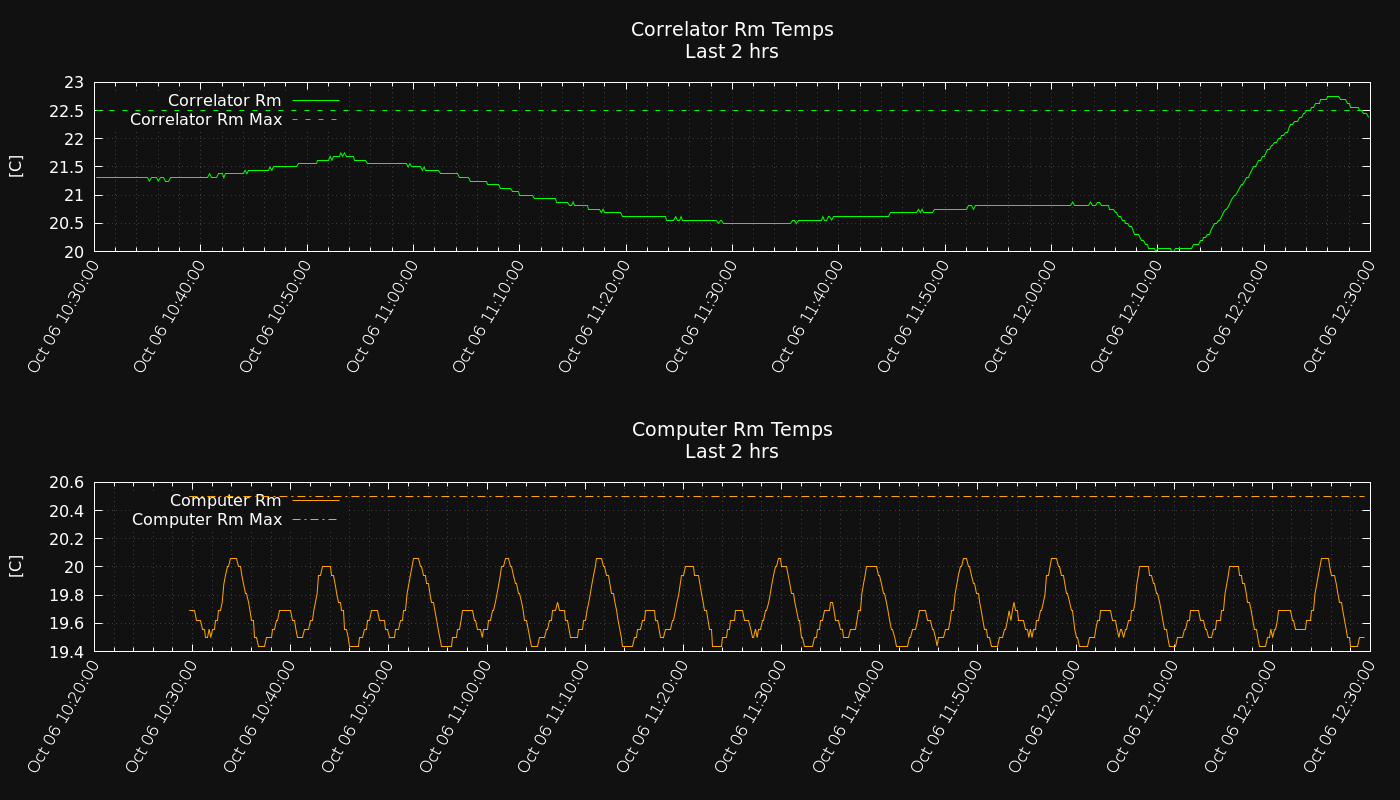 Correlator Rm Temps
Last 2 hrs
Correlator Rm
Correlator Rm Max
[C]
23
22.5
22
21.5
21
20.5
20
Oct 06 10:30:00
Oct 06 10:40:00
Oct 06 10:50:00
Oct 06 11:00:00
Oct 06 11:10:00
Oct 06 11:20:00
Oct 06 11:30:00
Oct 06 11:40:00
Oct 06 11:50:00
Oct 06 12:00:00
Oct 06 12:10:00
Oct 06 12:20:00
Oct 06 12:30:00
Computer Rm Temps
Last 2 hrs
Computer Rm
Computer Rm Max
[C]
20.6
20.4
20.2
20
19.8
19.6
19.4
Oct 06 10:20:00
Oct 06 10:30:00
Oct 06 10:40:00
Oct 06 10:50:00
Oct 06 11:00:00
Oct 06 11:10:00
Oct 06 11:20:00
Oct 06 11:30:00
Oct 06 11:40:00
Oct 06 11:50:00
Oct 06 12:00:00
Oct 06 12:10:00
Oct 06 12:20:00
Oct 06 12:30:00